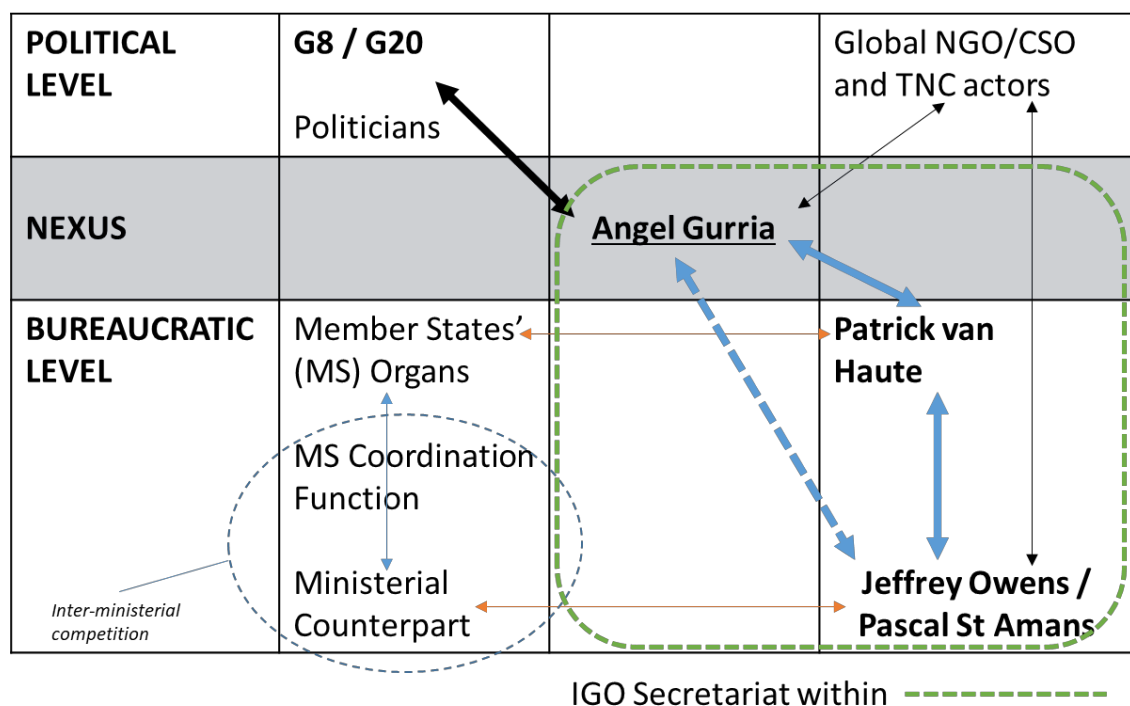 POLITICAL
LEVEL
G8 / G20
Politicians
Global NGO/CSO
and TNC actors
NEXUS
Angel Gurria
BUREAUCRATIC
LEVEL
Member States’
(MS) Organs
MS Coordination
Function
Ministerial
Counterpart
Patrick van
Haute
Jeffrey Owens /
Pascal St Amans
Inter-ministerial
competition
IGO Secretariat within